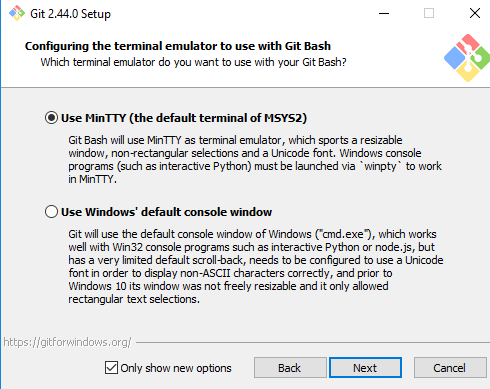 Git 2.44.0 Setup
Configuring the terminal emulator to use with Git Bash
Which terminal emulator do you want to use with your Git Bash?
Use MinTTY (the default terminal of MSYS2)
Git Bash will use MinTTY as terminal emulator, which sports a resizable
window, non-rectangular selections and a Unicode font. Windows console
programs (such as interactive Python) must be launched via `winpty` to work
in MinTTY.
Use Windows' default console window
Git will use the default console window of Windows ("cmd.exe"), which works
well with Win32 console programs such as interactive Python or node.js, but
has a very limited default scroll-back, needs to be configured to use a Unicode
font in order to display non-ASCII characters correctly, and prior to
Windows 10 its window was not freely resizable and it only allowed
rectangular text selections.
https://gitforwindows.org/
Only show new options
Back
Next
Cancel